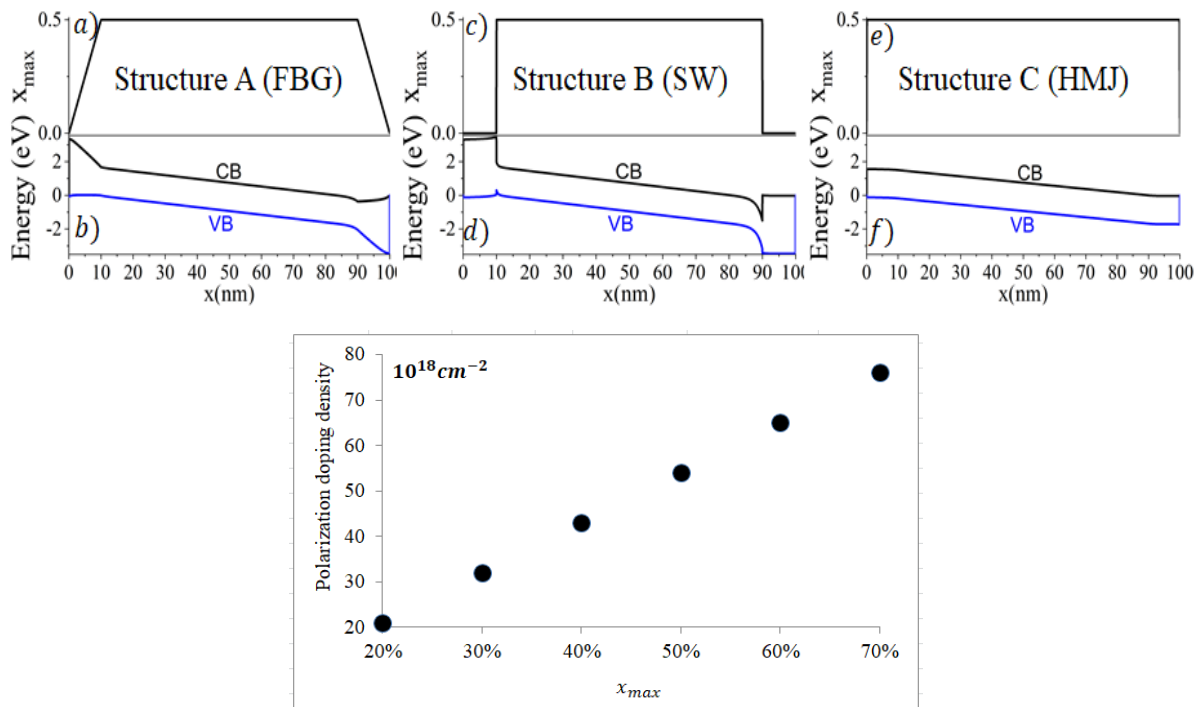 a)
0.5
0.0
x_max
Structure A (FBG)
Energy (eV)
2
0
-2
b)
CB
VB
0 10 20 30 40 50 60 70 80 90 100
x(nm)
c)
0.5
0.0
x_max
Structure B (SW)
Energy (eV)
2
0
-2
d)
CB
VB
0 10 20 30 40 50 60 70 80 90 100
x(nm)
e)
0.5
0.0
x_max
Structure C (HMJ)
Energy (eV)
2
0
-2
f)
CB
VB
0 10 20 30 40 50 60 70 80 90 100
x(nm)
10^18 cm^-2
Polarization doping density
80
70
60
50
40
30
20
20% 30% 40% 50% 60% 70%
x_max